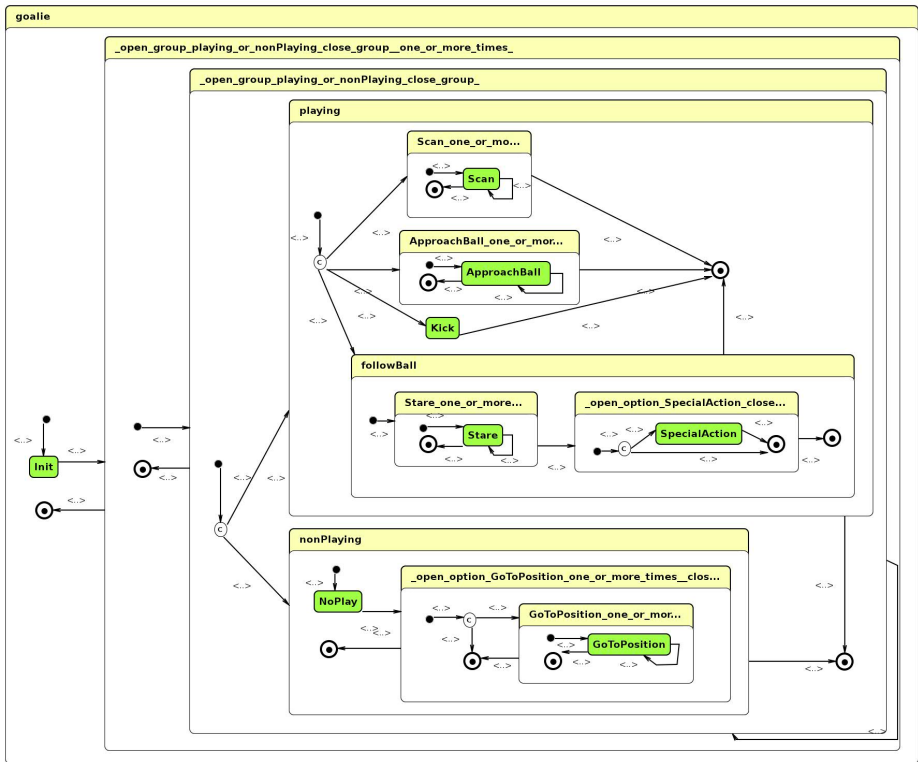 goalie
_open_group_playing_or_nonPlaying_close_group__one_or_more_times_
_open_group_playing_or_nonPlaying_close_group_
playing
Scan_one_or_mo...
<..>
Scan
<..>
<..>
<..>
<..>
<..>
ApproachBall_one_or_mor...
<..>
ApproachBall
<..>
<..>
C
<..>
<..>
<..>
<..>
<..>
Kick
<..>
followBall
Stare_one_or_more...
<..>
Stare
<..>
<..>
<..>
<..>
_open_option_SpecialAction_close...
<..>
<..>
SpecialAction
C
<..>
<..>
<..>
Init
<..>
<..>
<..>
<..>
<..>
<..>
<..>
C
<..>
nonPlaying
<..>
NoPlay
<..>
<..>
_open_option_GoToPosition_one_or_more_times__clos...
<..>
C
<..>
<..>
<..>
GoToPosition_one_or_mor...
<..>
GoToPosition
<..>
<..>
<..>
<..>
<..>